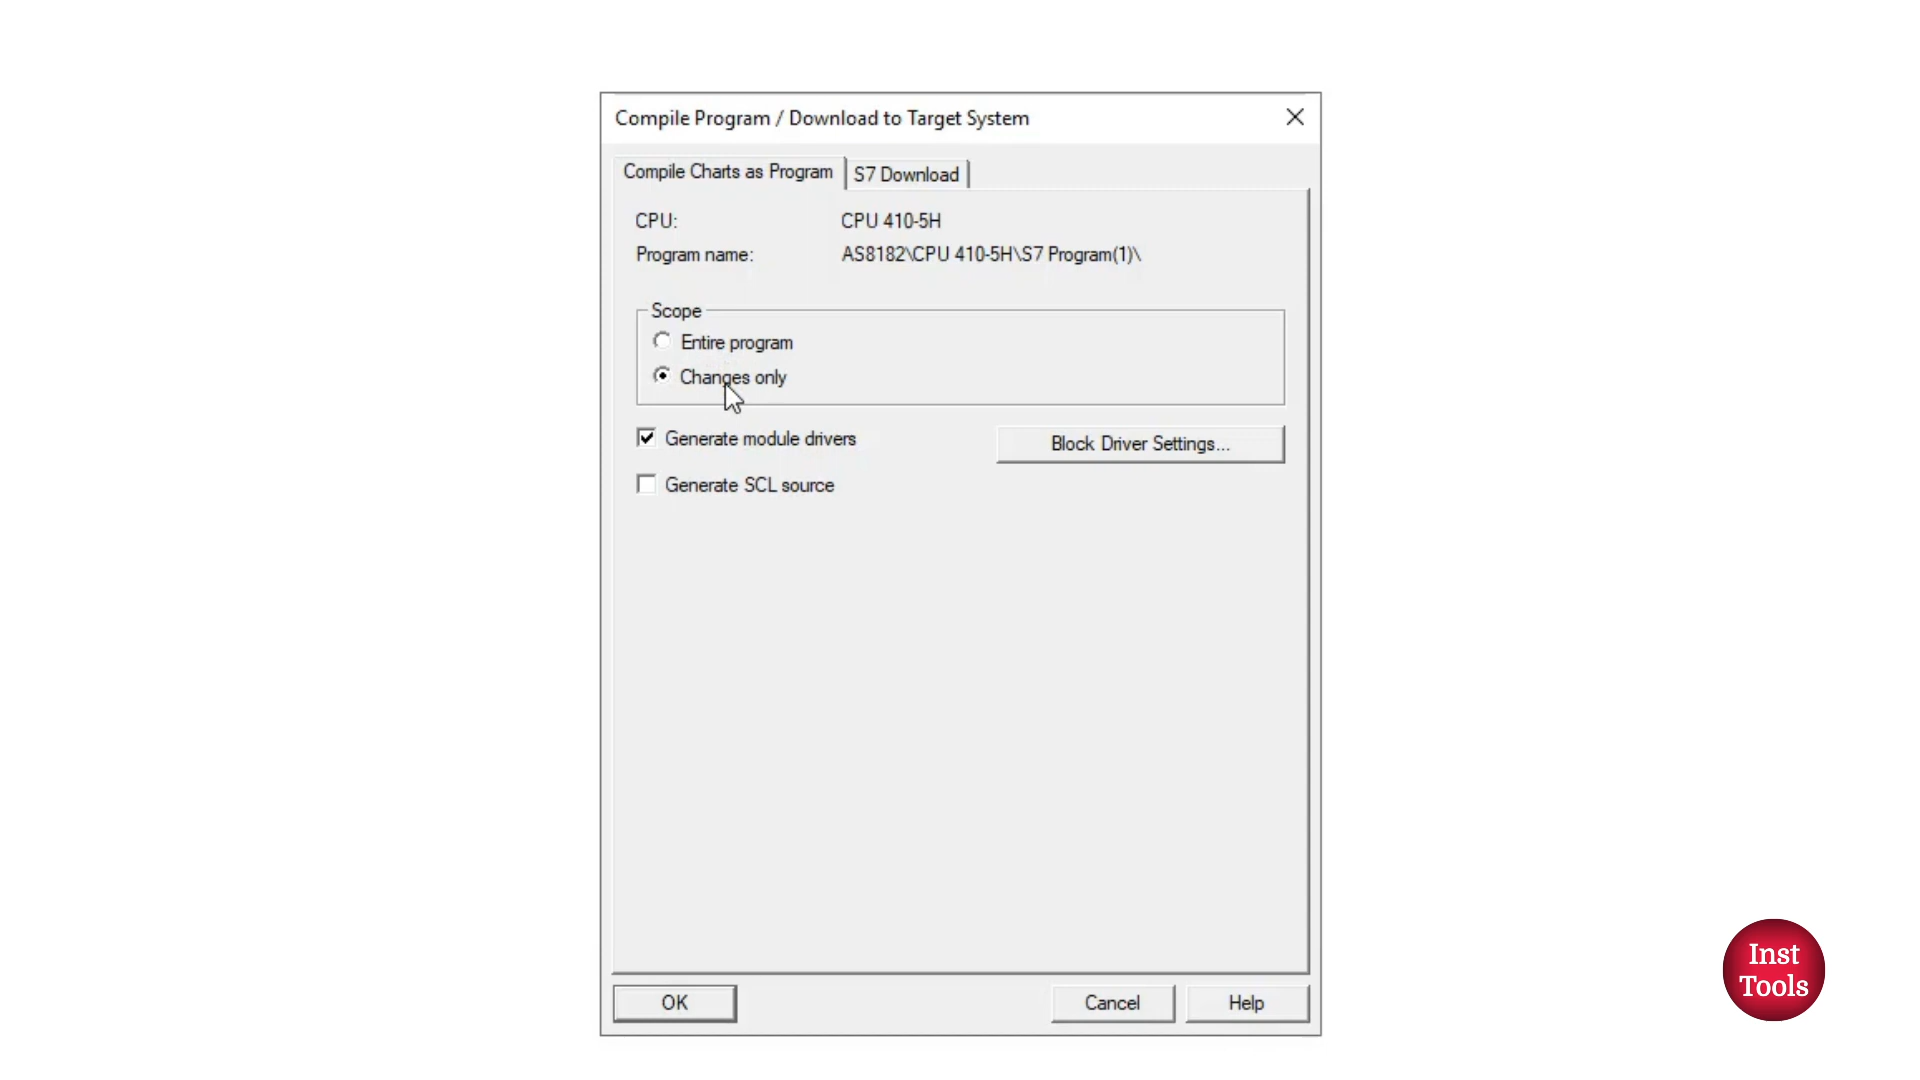 Compile Program / Download to Target System
Compile Charts as Program
S7 Download
CPU: CPU 410-5H
Program name: AS8182\CPU 410-5H\S7 Program(1)\
Scope
Entire program
Changes only
Generate module drivers
Block Driver Settings...
Generate SCL source
OK
Cancel
Help
Inst
Tools